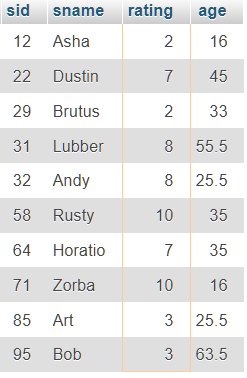 sid sname rating age
12 Asha 2 16
22 Dustin 7 45
29 Brutus 2 33
31 Lubber 8 55.5
32 Andy 8 25.5
58 Rusty 10 35
64 Horatio 7 35
71 Zorba 10 16
85 Art 3 25.5
95 Bob 3 63.5